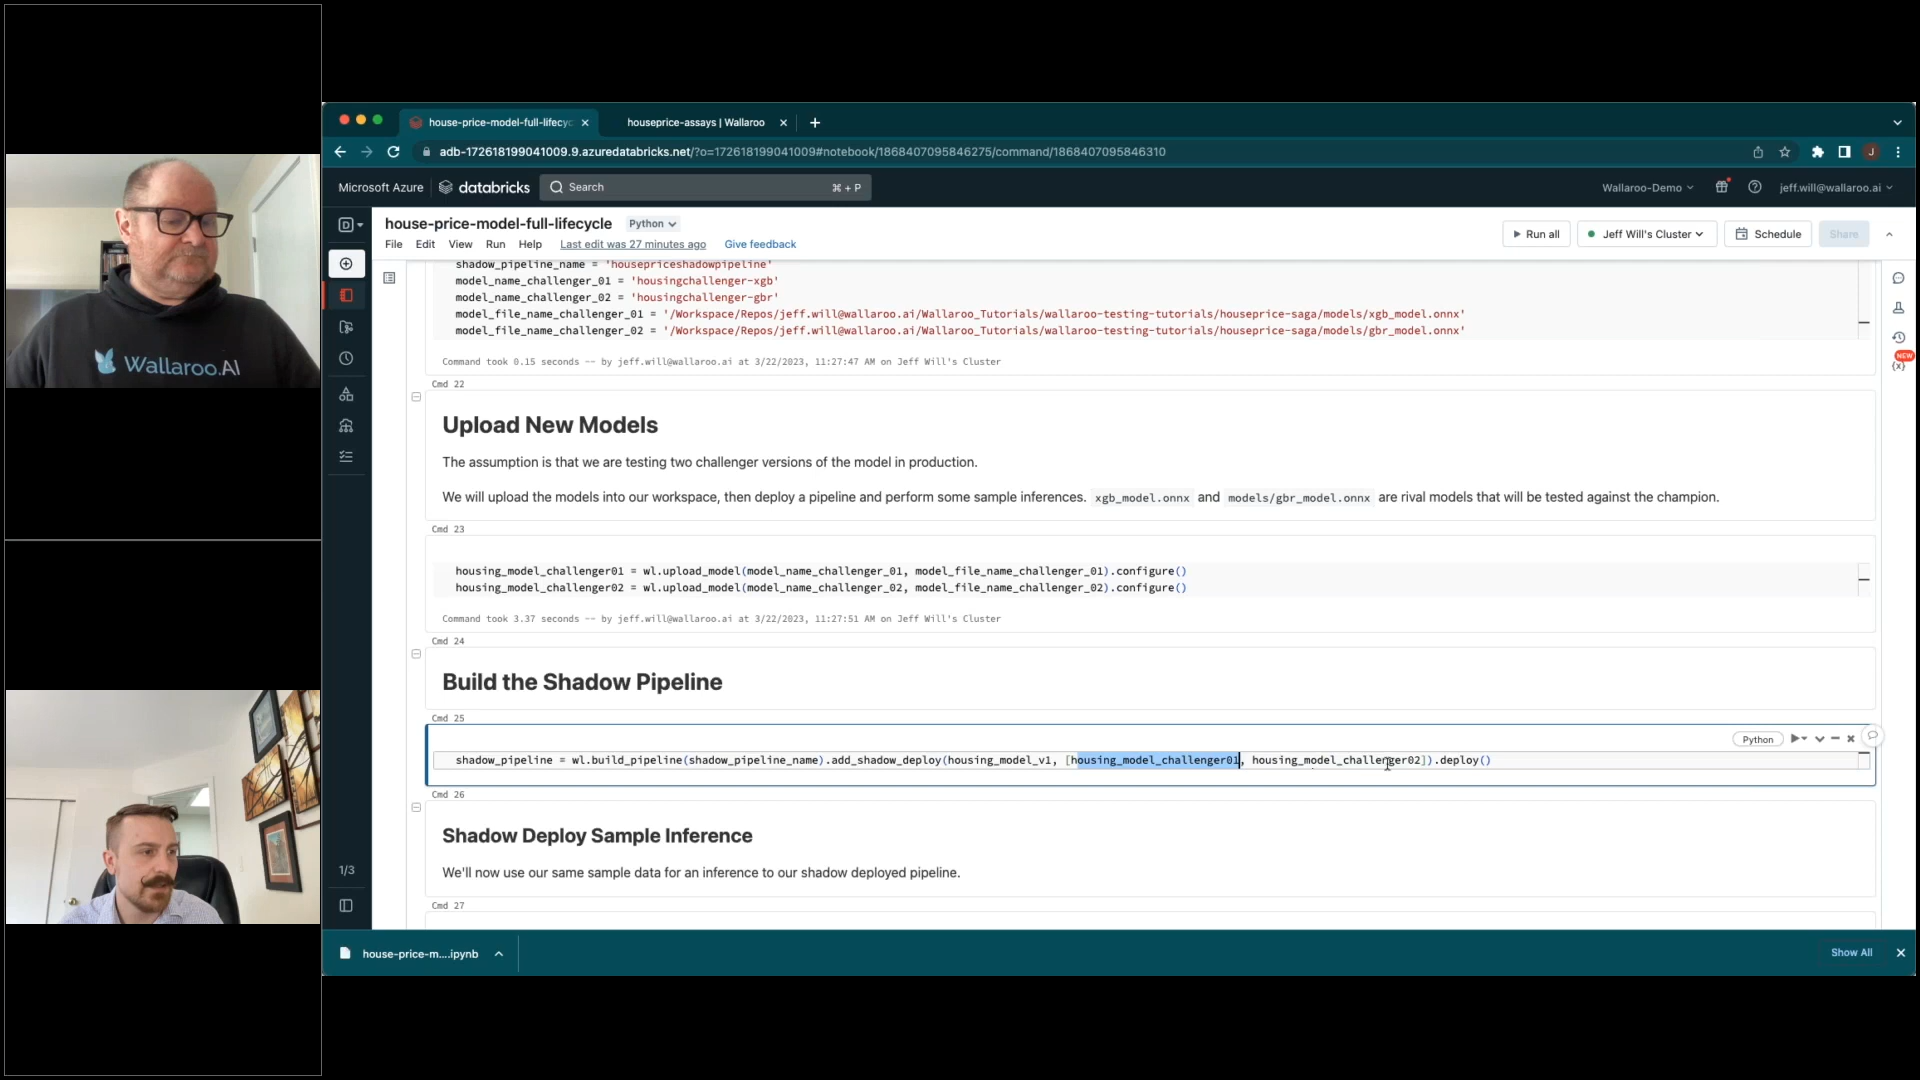 Wallaroo.AI
house-price-model-full-lifecyc
houseprice-assays | Wallaroo
adb-172618199041009.9.azuredatabricks.net/?o=172618199041009#notebook/1868407095846275/command/1868407095846310
J
Microsoft Azure
databricks
Search
⌘ + P
Wallaroo-Demo
jeff.will@wallaroo.ai
D
house-price-model-full-lifecycle
Python
File Edit View Run Help Last edit was 27 minutes ago Give feedback
Run all
Jeff Will's Cluster
Schedule
Share
NEW
{x}
shadow_pipeline_name = 'housepriceshadowpipeline'
model_name_challenger_01 = 'housingchallenger-xgb'
model_name_challenger_02 = 'housingchallenger-gbr'
model_file_name_challenger_01 = '/Workspace/Repos/jeff.will@wallaroo.ai/Wallaroo_Tutorials/wallaroo-testing-tutorials/houseprice-saga/models/xgb_model.onnx'
model_file_name_challenger_02 = '/Workspace/Repos/jeff.will@wallaroo.ai/Wallaroo_Tutorials/wallaroo-testing-tutorials/houseprice-saga/models/gbr_model.onnx'
Command took 0.15 seconds -- by jeff.will@wallaroo.ai at 3/22/2023, 11:27:47 AM on Jeff Will's Cluster
Cmd 22
Upload New Models
The assumption is that we are testing two challenger versions of the model in production.
We will upload the models into our workspace, then deploy a pipeline and perform some sample inferences. xgb_model.onnx and models/gbr_model.onnx are rival models that will be tested against the champion.
Cmd 23
housing_model_challenger01 = wl.upload_model(model_name_challenger_01, model_file_name_challenger_01).configure()
housing_model_challenger02 = wl.upload_model(model_name_challenger_02, model_file_name_challenger_02).configure()
Command took 3.37 seconds -- by jeff.will@wallaroo.ai at 3/22/2023, 11:27:51 AM on Jeff Will's Cluster
Cmd 24
Build the Shadow Pipeline
Cmd 25
Python
shadow_pipeline = wl.build_pipeline(shadow_pipeline_name).add_shadow_deploy(housing_model_v1, [housing_model_challenger01, housing_model_challenger02]).deploy()
Cmd 26
Shadow Deploy Sample Inference
We'll now use our same sample data for an inference to our shadow deployed pipeline.
Cmd 27
1/3
house-price-m....ipynb
Show All